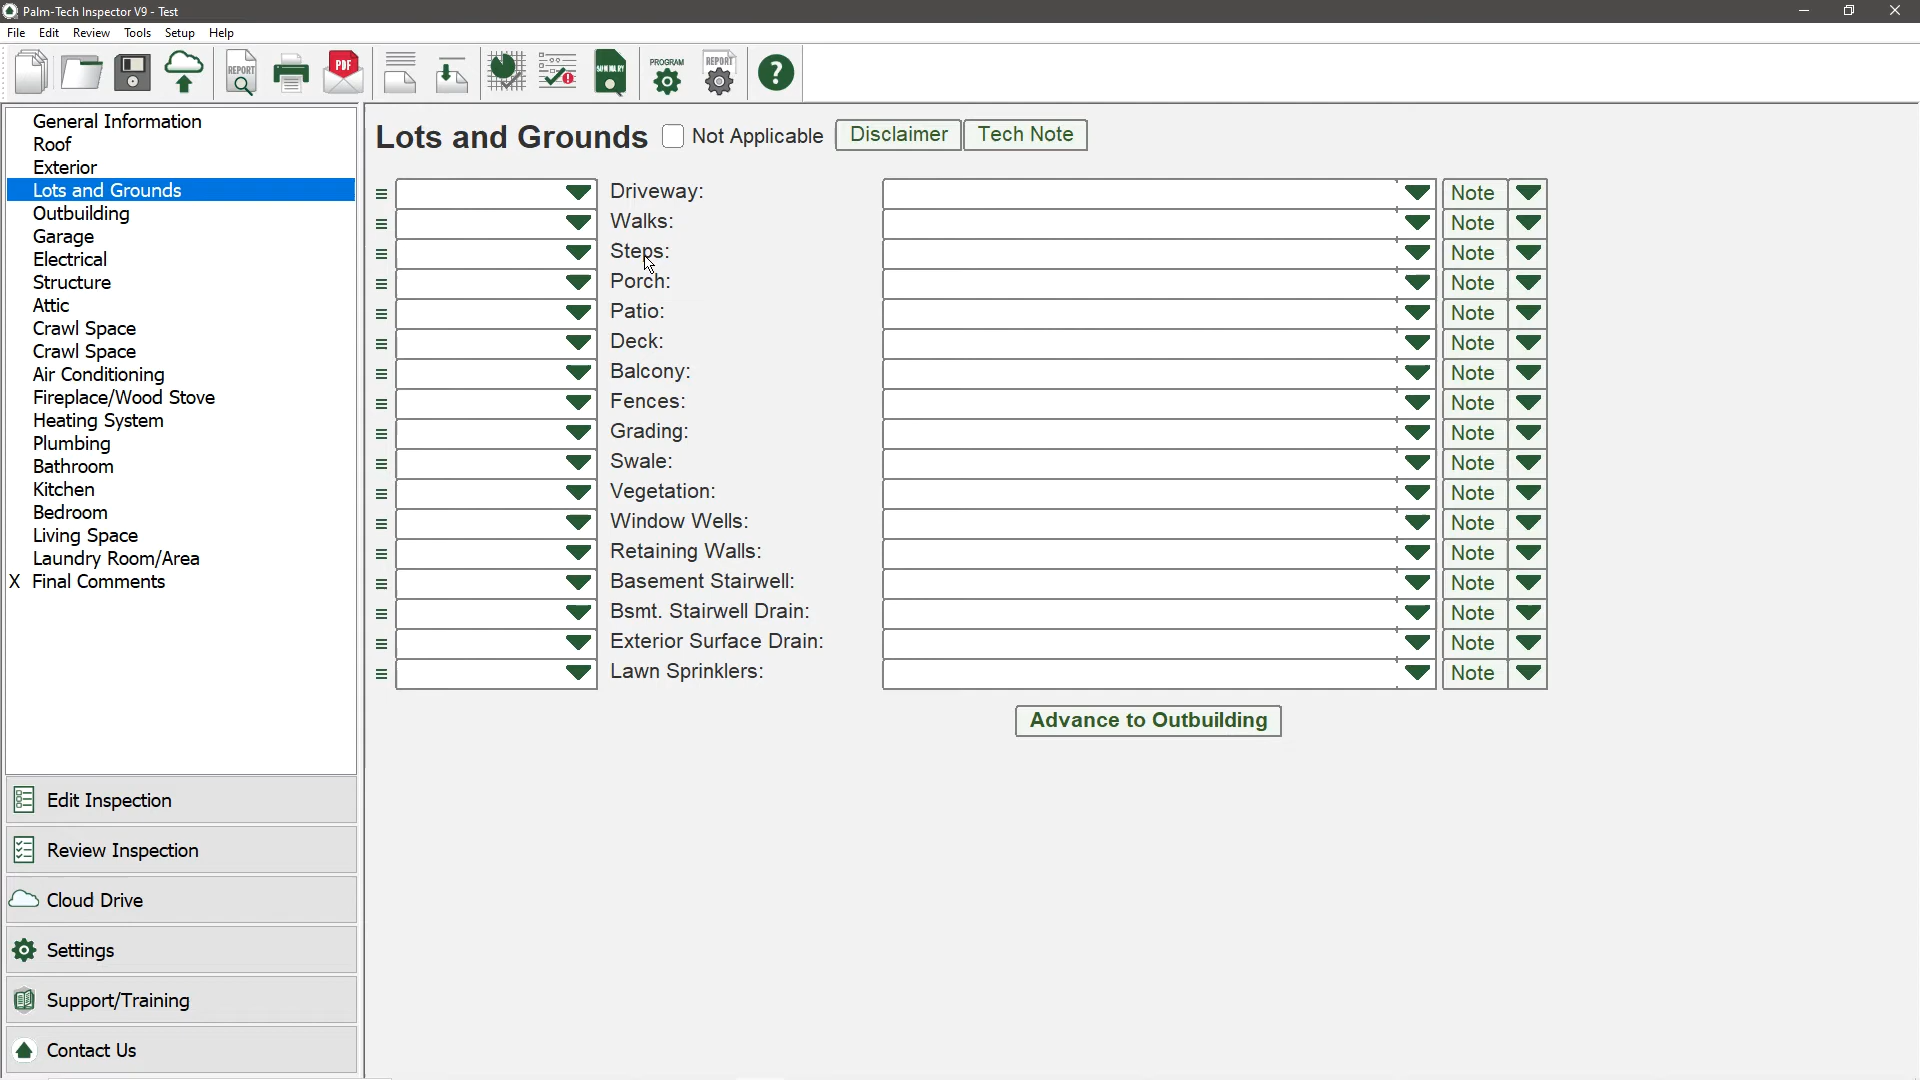 Palm-Tech Inspector V9 - Test
File Edit Review Tools Setup Help
REPORT PDF SUMMARY PROGRAM REPORT ?
General Information
Roof
Exterior
Lots and Grounds
Outbuilding
Garage
Electrical
Structure
Attic
Crawl Space
Crawl Space
Air Conditioning
Fireplace/Wood Stove
Heating System
Plumbing
Bathroom
Kitchen
Bedroom
Living Space
Laundry Room/Area
X Final Comments
Edit Inspection
Review Inspection
Cloud Drive
Settings
Support/Training
Contact Us
Lots and Grounds Not Applicable Disclaimer Tech Note
Driveway: Note
Walks: Note
Steps: Note
Porch: Note
Patio: Note
Deck: Note
Balcony: Note
Fences: Note
Grading: Note
Swale: Note
Vegetation: Note
Window Wells: Note
Retaining Walls: Note
Basement Stairwell: Note
Bsmt. Stairwell Drain: Note
Exterior Surface Drain: Note
Lawn Sprinklers: Note
Advance to Outbuilding